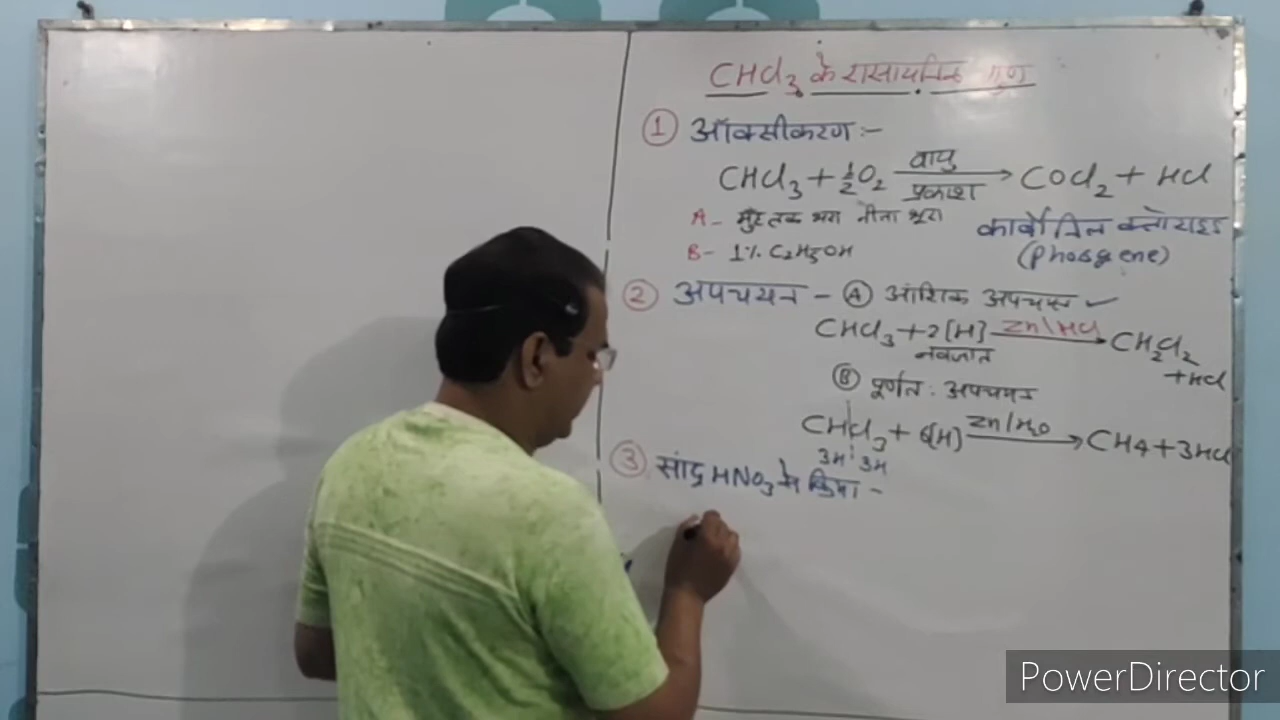 CHCl₃ के रासायनिक गुण
① ऑक्सीकरण :-
CHCl₃ + ½O₂ वायु प्रकाश → COCl₂ + HCl
A - मुँह तक भरा नीला भूरा
कार्बोनिल क्लोराइड
B - 1% C₂H₅OH
(Phosgene)
② अपचयन - Ⓐ आंशिक अपचयन ✓
CHCl₃ + 2[H] Zn/HCl → CH₂Cl₂
नवजात
+HCl
Ⓑ पूर्णत: अपचयन
CHCl₃ + 6[H] Zn/H₂O → CH4 + 3HCl
3H 3H
③ सांद्र HNO₃ से क्रिया -
PowerDirector